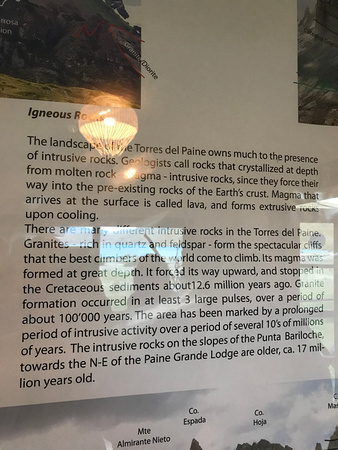 Granite/Diorite
Igneous
The landscape of the Torres del Paine owns much to the presence
of intrusive rocks. Geologists call rocks that crystallized at depth
from molten rock - magma - intrusive rocks, since they force their
way into the pre-existing rocks of the Earth's crust. Magma that
arrives at the surface is called lava, and forms extrusive rocks
upon cooling.
There are many different intrusive rocks in the Torres del Paine.
Granites - rich in quartz and feldspar - form the spectacular cliffs
that the best climbers of the world come to climb. Its magma was
formed at great depth. It forced its way upward, and stopped in
the Cretaceous sediments about12.6 million years ago. Granite
formation occurred in at least 3 large pulses, over a period of
about 100'000 years. The area has been marked by a prolonged
period of intrusive activity over a period of several 10's of millions
of years. The intrusive rocks on the slopes of the Punta Bariloche,
towards the N-E of the Paine Grande Lodge are older, ca. 17 mil-
lion years old.
Mte
Almirante Nieto
Co.
Espada
Co.
Hoja